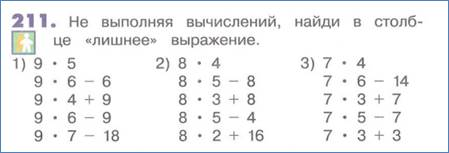 211. Не выполняя вычислений, найди в столб-
це «лишнее» выражение.
1) 9 · 5 2) 8 · 4 3) 7 · 4
9 · 6 − 6 8 · 5 − 8 7 · 6 − 14
9 · 4 + 9 8 · 3 + 8 7 · 3 + 7
9 · 6 − 9 8 · 5 − 4 7 · 5 − 7
9 · 7 − 18 8 · 2 + 16 7 · 3 + 3